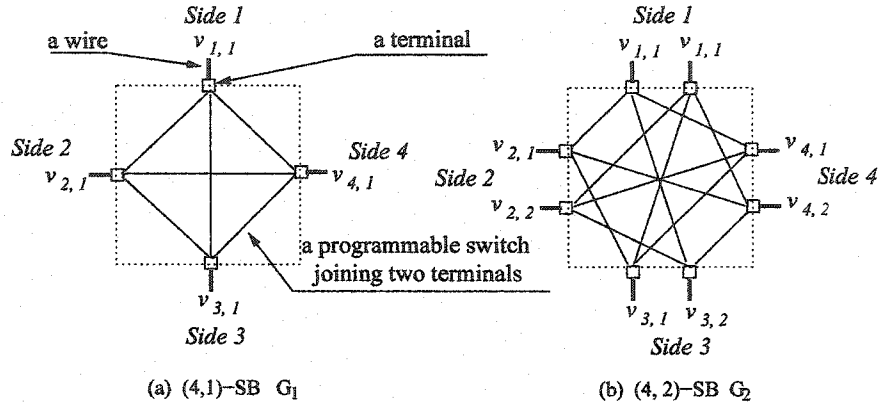 Side 1
a wire
v1, 1
a terminal
Side 2
v2, 1
Side 4
v4, 1
a programmable switch
joining two terminals
v3, 1
Side 3
(a) (4,1)-SB G1
Side 1
v1, 1 v1, 1
v2, 1
v4, 1
Side 2
Side 4
v2, 2
v4, 2
v3, 1 v3, 2
Side 3
(b) (4, 2)-SB G2